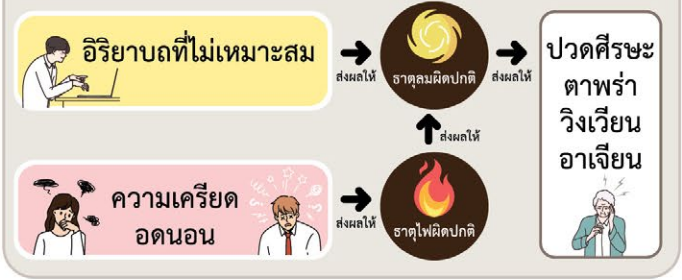 อิริยาบถที่ไม่เหมาะสม
ส่งผลให้
ธาตุลมผิดปกติ
ส่งผลให้
ปวดศีรษะ
ตาพร่า
วิงเวียน
อาเจียน
ส่งผลให้
ความเครียด
อดนอน
ส่งผลให้
ธาตุไฟผิดปกติ